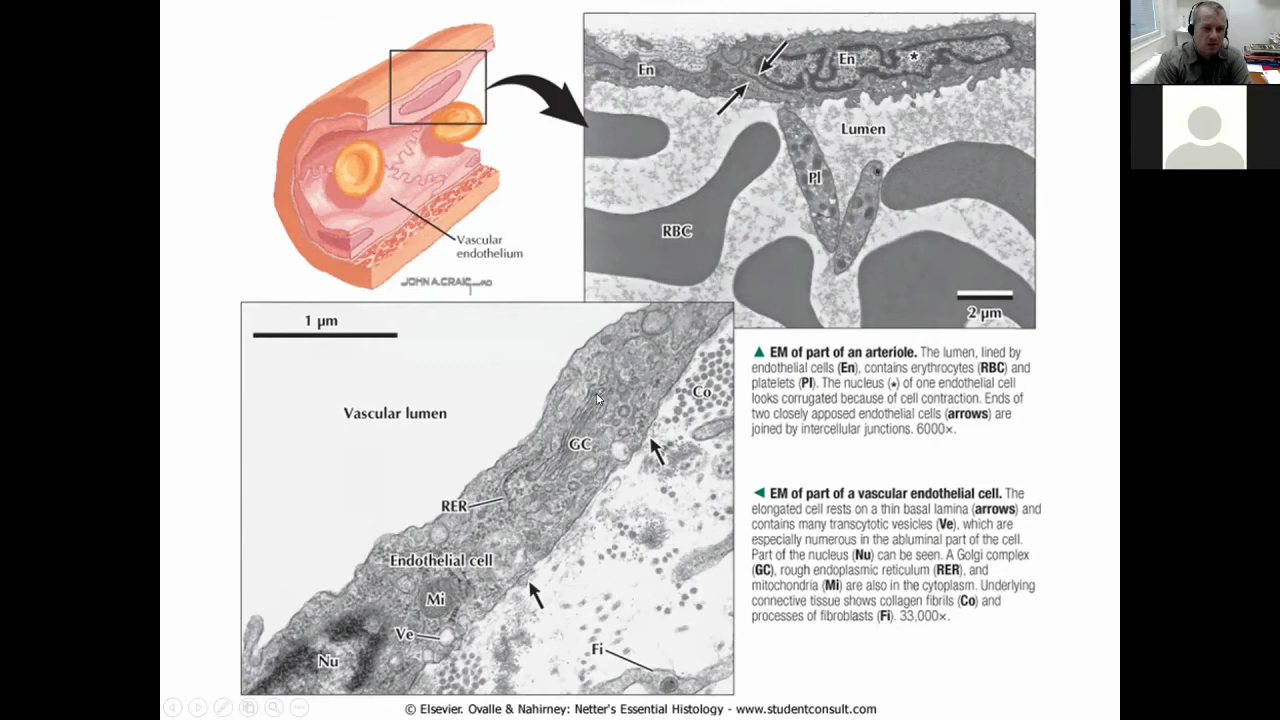 Vascular
endothelium
JOHN A. CRAIG MD
En
En
*
Lumen
Pl
RBC
2 μm
1 μm
Vascular lumen
Co
GC
RER
Endothelial cell
Mi
Ve
Nu
Fi
▲ EM of part of an arteriole. The lumen, lined by
endothelial cells (En), contains erythrocytes (RBC) and
platelets (Pl). The nucleus (*) of one endothelial cell
looks corrugated because of cell contraction. Ends of
two closely apposed endothelial cells (arrows) are
joined by intercellular junctions. 6000×.
◄ EM of part of a vascular endothelial cell. The
elongated cell rests on a thin basal lamina (arrows) and
contains many transcytotic vesicles (Ve), which are
especially numerous in the abluminal part of the cell.
Part of the nucleus (Nu) can be seen. A Golgi complex
(GC), rough endoplasmic reticulum (RER), and
mitochondria (Mi) are also in the cytoplasm. Underlying
connective tissue shows collagen fibrils (Co) and
processes of fibroblasts (Fi). 33,000×.
© Elsevier. Ovalle & Nahirney: Netter's Essential Histology - www.studentconsult.com